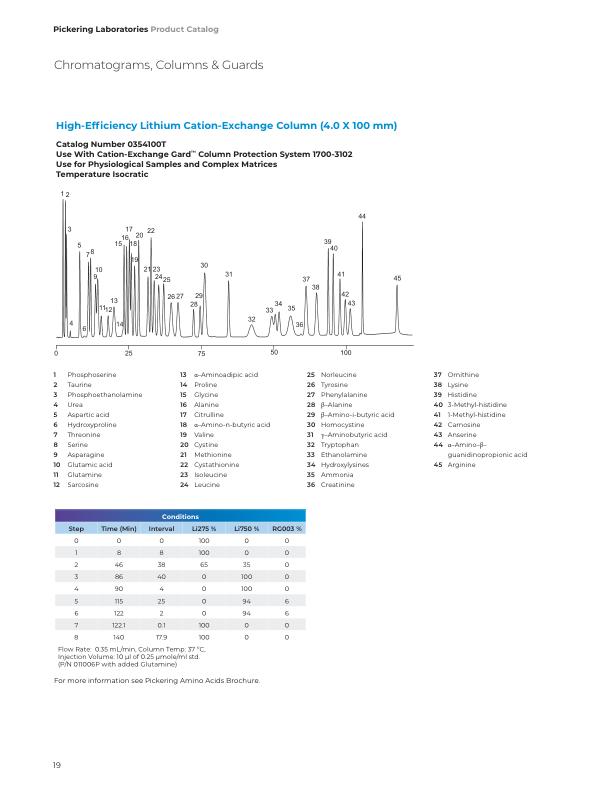 Pickering Laboratories Product Catalog
Chromatograms, Columns & Guards
High-Efficiency Lithium Cation-Exchange Column (4.0 X 100 mm)
Catalog Number 0354100T
Use With Cation-Exchange Gard™ Column Protection System 1700-3102
Use for Physiological Samples and Complex Matrices
Temperature Isocratic
1 2 3 4 5 6 7 8 9 10 11 12 13 14 15 16 17 18 19 20 21 22 23 24 25 26 27 28 29 30 31 32 33 34 35 36 37 38 39 40 41 42 43 44 45
0 25 75 50 100
1 Phosphoserine
2 Taurine
3 Phosphoethanolamine
4 Urea
5 Aspartic acid
6 Hydroxyproline
7 Threonine
8 Serine
9 Asparagine
10 Glutamic acid
11 Glutamine
12 Sarcosine
13 α-Aminoadipic acid
14 Proline
15 Glycine
16 Alanine
17 Citrulline
18 α-Amino-n-butyric acid
19 Valine
20 Cystine
21 Methionine
22 Cystathionine
23 Isoleucine
24 Leucine
25 Norleucine
26 Tyrosine
27 Phenylalanine
28 β-Alanine
29 β-Amino-i-butyric acid
30 Homocystine
31 γ-Aminobutyric acid
32 Tryptophan
33 Ethanolamine
34 Hydroxylysines
35 Ammonia
36 Creatinine
37 Ornithine
38 Lysine
39 Histidine
40 3-Methyl-histidine
41 1-Methyl-histidine
42 Carnosine
43 Anserine
44 α-Amino-β-
guanidinopropionic acid
45 Arginine
Conditions
Step Time (Min) Interval Li275 % Li750 % RG003 %
0 0 0 100 0 0
1 8 8 100 0 0
2 46 38 65 35 0
3 86 40 0 100 0
4 90 4 0 100 0
5 115 25 0 94 6
6 122 2 0 94 6
7 122.1 0.1 100 0 0
8 140 17.9 100 0 0
Flow Rate: 0.35 mL/min, Column Temp: 37 °C,
Injection Volume: 10 µl of 0.25 µmole/ml std.
(P/N 011006P with added Glutamine)
For more information see Pickering Amino Acids Brochure.
19